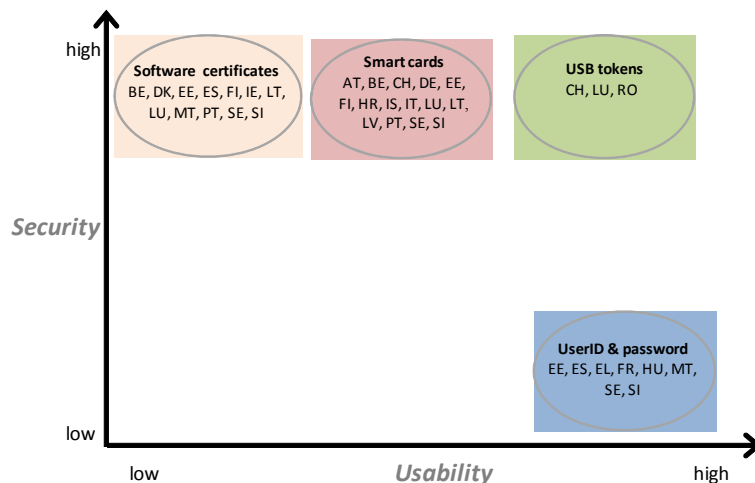 high
Software certificates
BE, DK, EE, ES, FI, IE, LT,
LU, MT, PT, SE, SI
Smart cards
AT, BE, CH, DE, EE,
FI, HR, IS, IT, LU, LT,
LV, PT, SE, SI
USB tokens
CH, LU, RO
Security
UserID & password
EE, ES, EL, FR, HU, MT,
SE, SI
low
low
Usability
high